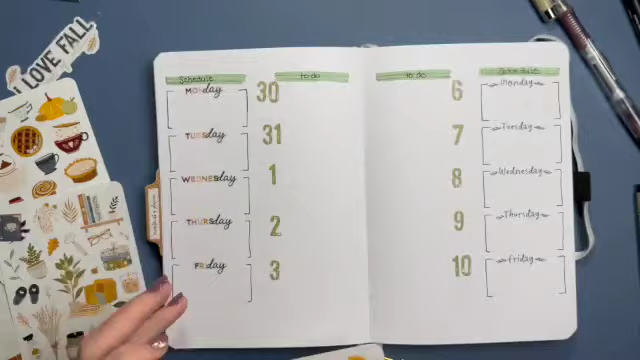 I LOVE FALL
Schedule
to do
MONday
30
TUESday
31
WEDNESday
1
THURSday
2
FRIday
3
to do
Schedule
6
Monday
7
Tuesday
8
Wednesday
9
Thursday
10
friday